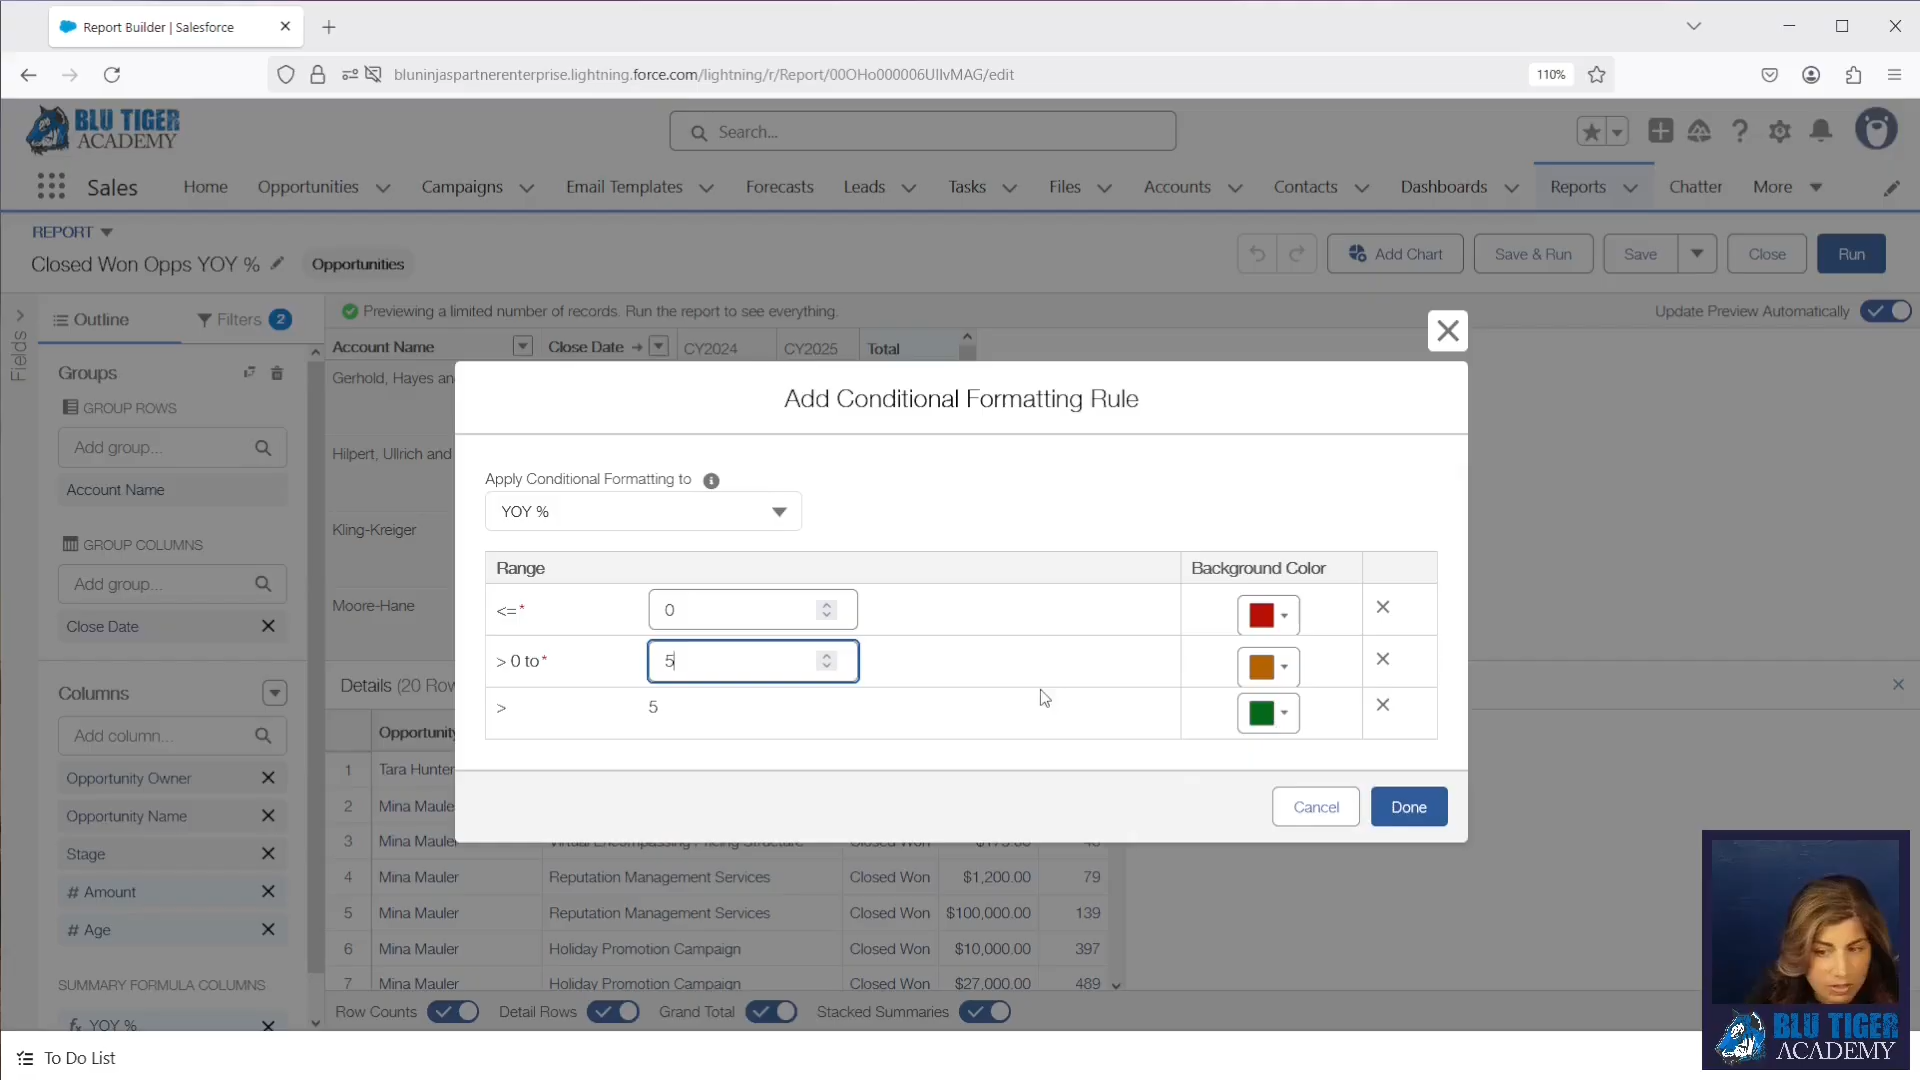 Report Builder | Salesforce
bluninjaspartnerenterprise.lightning.force.com/lightning/r/Report/00OHo000006UIIvMAG/edit
110%
BLU TIGER
ACADEMY
Search...
Sales
Home
Opportunities
Campaigns
Email Templates
Forecasts
Leads
Tasks
Files
Accounts
Contacts
Dashboards
Reports
Chatter
More
REPORT
Closed Won Opps YOY %
Opportunities
Add Chart
Save & Run
Save
Close
Run
Fields
Outline
Filters 2
Previewing a limited number of records. Run the report to see everything.
Update Preview Automatically
Groups
GROUP ROWS
Add group...
Account Name
GROUP COLUMNS
Add group...
Close Date
Columns
Add column...
Opportunity Owner
Opportunity Name
Stage
# Amount
# Age
SUMMARY FORMULA COLUMNS
fx YOY %
Account Name
Close Date
CY2024
CY2025
Total
Gerhold, Hayes an
Hilpert, Ullrich and
Kling-Kreiger
Moore-Hane
Add Conditional Formatting Rule
Apply Conditional Formatting to
YOY %
Range
Background Color
<=* 0
> 0 to* 5
> 5
Cancel
Done
Details (20 Row
Opportunity
1 Tara Hunter
2 Mina Maule
3 Mina Mauler Virtual Encompassing Pricing Structure Closed Won
4 Mina Mauler Reputation Management Services Closed Won $1,200.00 79
5 Mina Mauler Reputation Management Services Closed Won $100,000.00 139
6 Mina Mauler Holiday Promotion Campaign Closed Won $10,000.00 397
7 Mina Mauler Holiday Promotion Campaign Closed Won $27,000.00 489
Row Counts
Detail Rows
Grand Total
Stacked Summaries
To Do List
BLU TIGER
ACADEMY